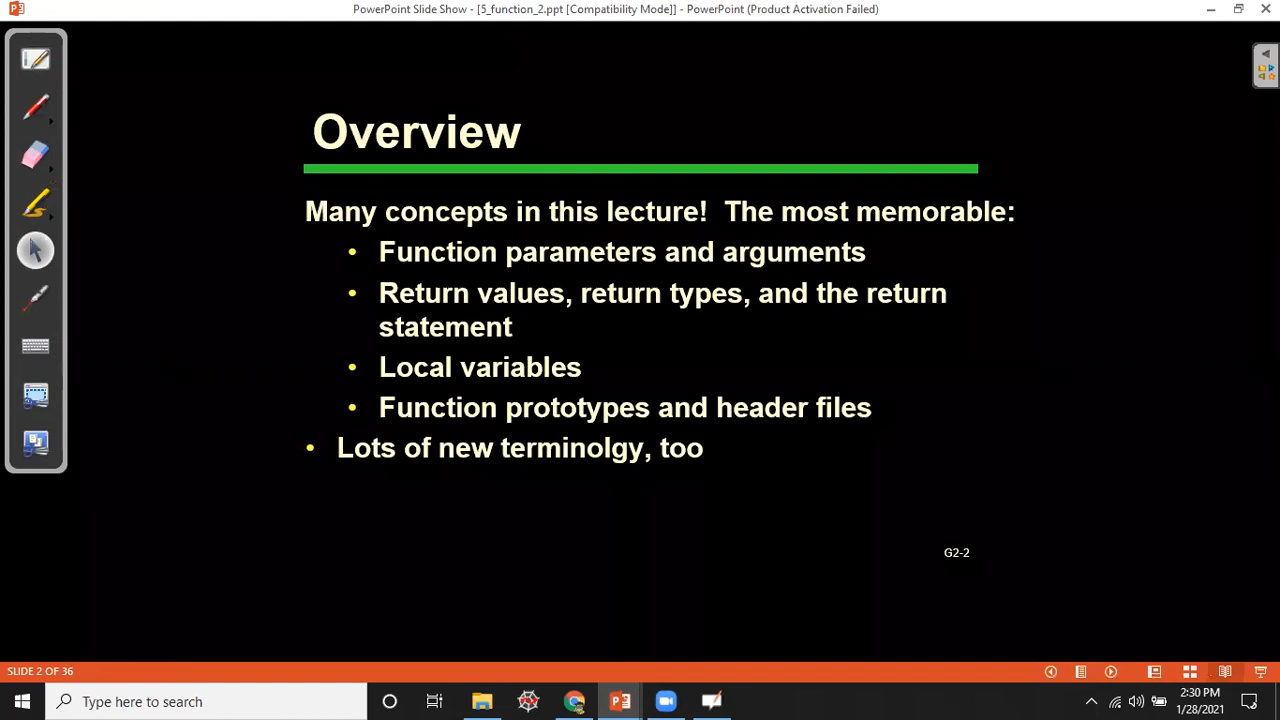 PowerPoint Slide Show - [5_function_2.ppt [Compatibility Mode]] - PowerPoint (Product Activation Failed)
Overview
Many concepts in this lecture! The most memorable:
• Function parameters and arguments
• Return values, return types, and the return
statement
• Local variables
• Function prototypes and header files
• Lots of new terminolgy, too
G2-2
SLIDE 2 OF 36
Type here to search
2:30 PM
1/28/2021